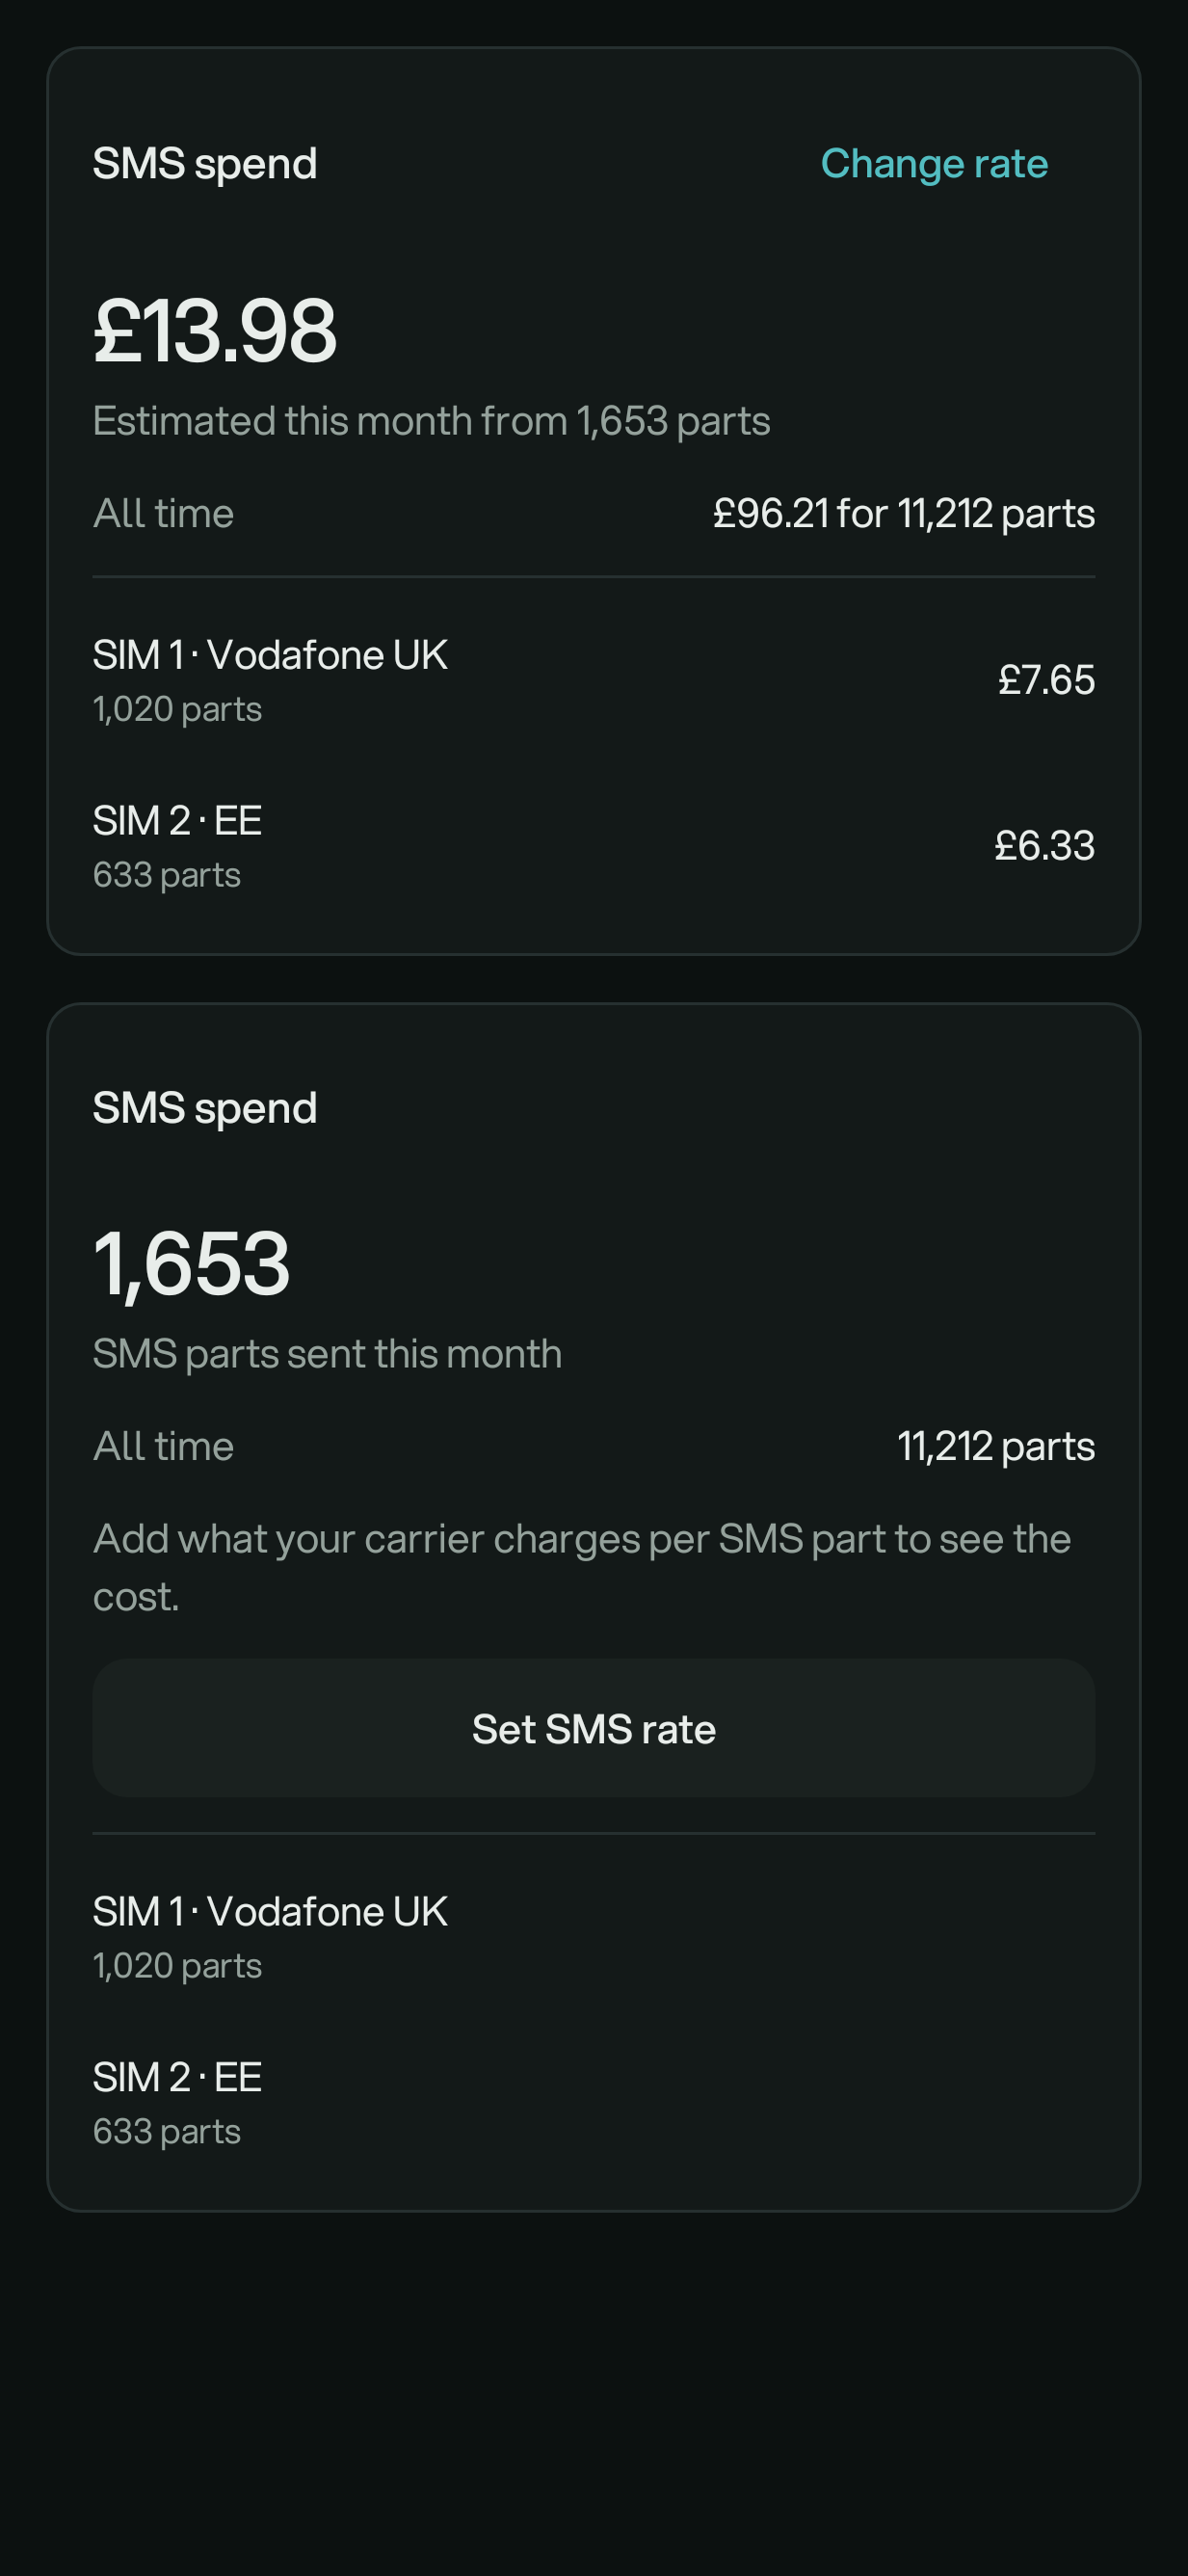 SMS spend
Change rate
£13.98
Estimated this month from 1,653 parts
All time
£96.21 for 11,212 parts
SIM 1 · Vodafone UK
1,020 parts
£7.65
SIM 2 · EE
633 parts
£6.33
SMS spend
1,653
SMS parts sent this month
All time
11,212 parts
Add what your carrier charges per SMS part to see the
cost.
Set SMS rate
SIM 1 · Vodafone UK
1,020 parts
SIM 2 · EE
633 parts